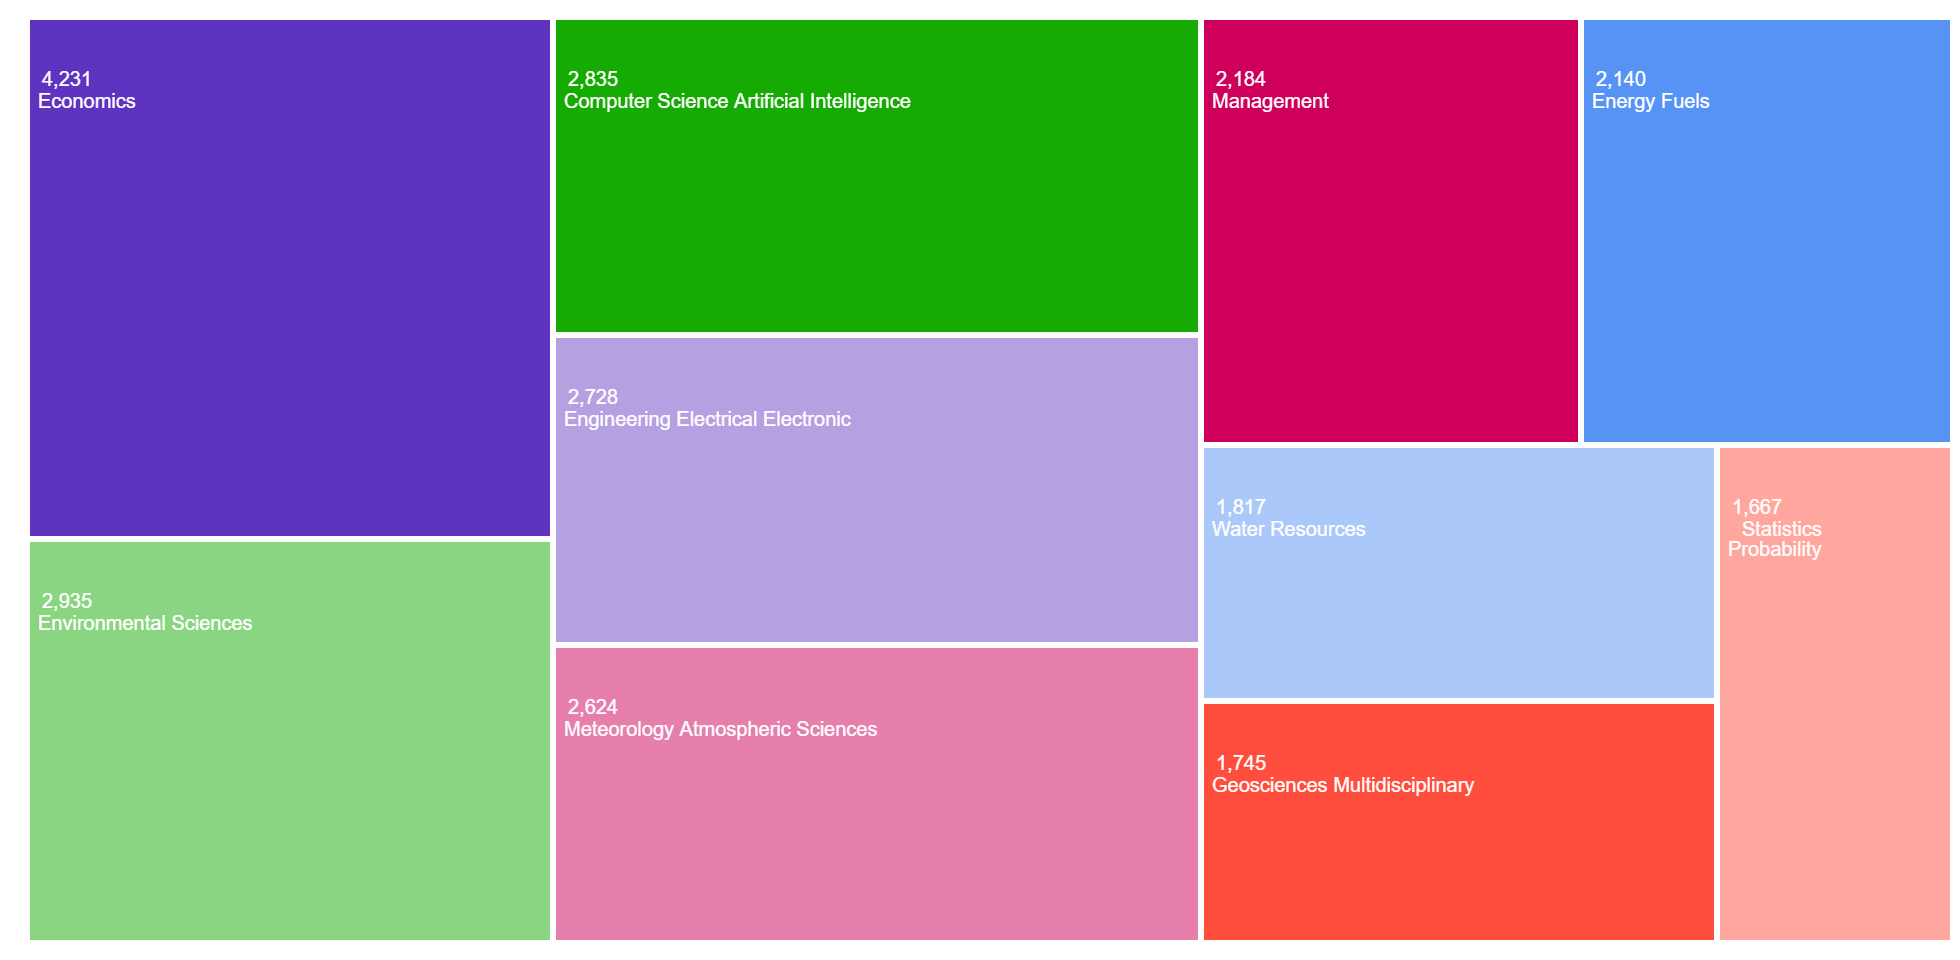 4,231
Economics
2,935
Environmental Sciences
2,835
Computer Science Artificial Intelligence
2,728
Engineering Electrical Electronic
2,624
Meteorology Atmospheric Sciences
2,184
Management
2,140
Energy Fuels
1,817
Water Resources
1,745
Geosciences Multidisciplinary
1,667
Statistics
Probability